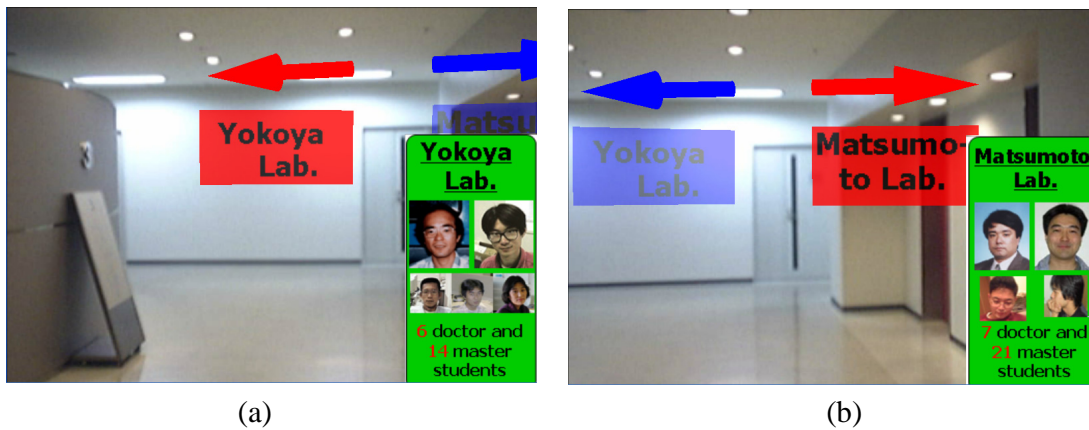 3
Yokoya
Lab.
Matsu
Yokoya
Lab.
6 doctor and
14 master
students
Yokoya
Lab.
Matsumo-
to Lab.
Matsumoto
Lab.
7 doctor and
21 master
students
(a)
(b)